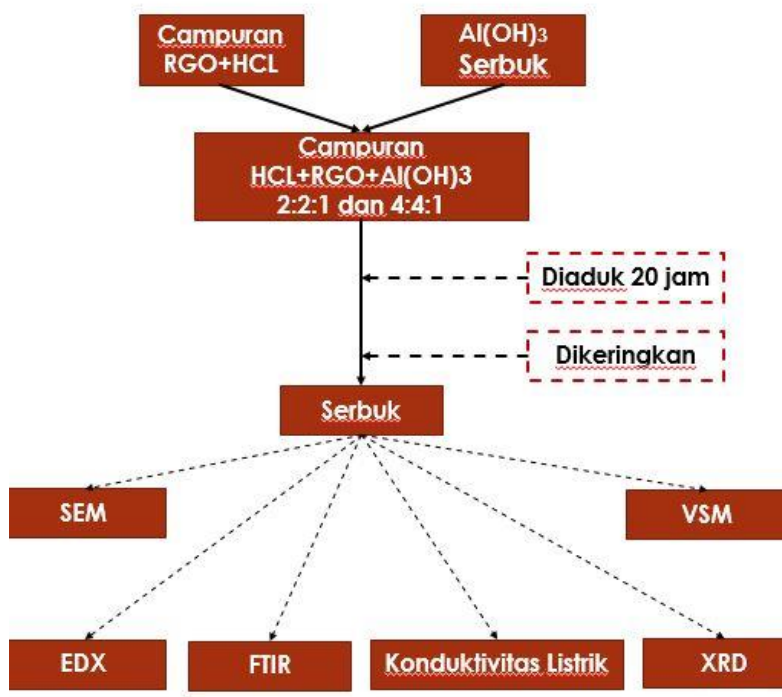 Campuran
RGO+HCL
Al(OH)3
Serbuk
Campuran
HCL+RGO+Al(OH)3
2:2:1 dan 4:4:1
Diaduk 20 jam
Dikeringkan
Serbuk
SEM
VSM
EDX
FTIR
Konduktivitas Listrik
XRD